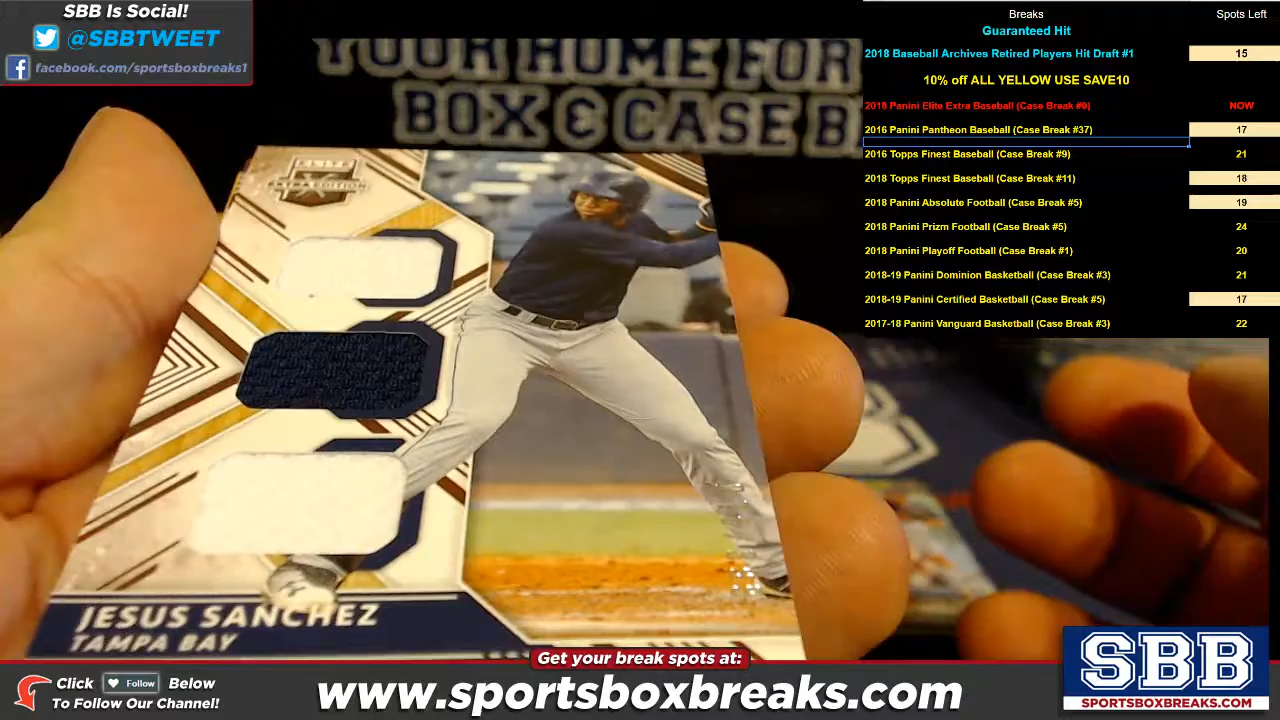 SBB Is Social!
@SBBTWEET
facebook.com/sportsboxbreaks1
YOUR HOME FOR
BOX & CASE B
ELITE
EXTRA EDITION
JESUS SANCHEZ
TAMPA BAY
Breaks Spots Left
Guaranteed Hit
2018 Baseball Archives Retired Players Hit Draft #1 15
10% off ALL YELLOW USE SAVE10
2018 Panini Elite Extra Baseball (Case Break #9) NOW
2016 Panini Pantheon Baseball (Case Break #37) 17
2016 Topps Finest Baseball (Case Break #9) 21
2018 Topps Finest Baseball (Case Break #11) 18
2018 Panini Absolute Football (Case Break #5) 19
2018 Panini Prizm Football (Case Break #5) 24
2018 Panini Playoff Football (Case Break #1) 20
2018-19 Panini Dominion Basketball (Case Break #3) 21
2018-19 Panini Certified Basketball (Case Break #5) 17
2017-18 Panini Vanguard Basketball (Case Break #3) 22
Get your break spots at:
Click Follow Below
To Follow Our Channel!
www.sportsboxbreaks.com
SBB
SPORTSBOXBREAKS.COM